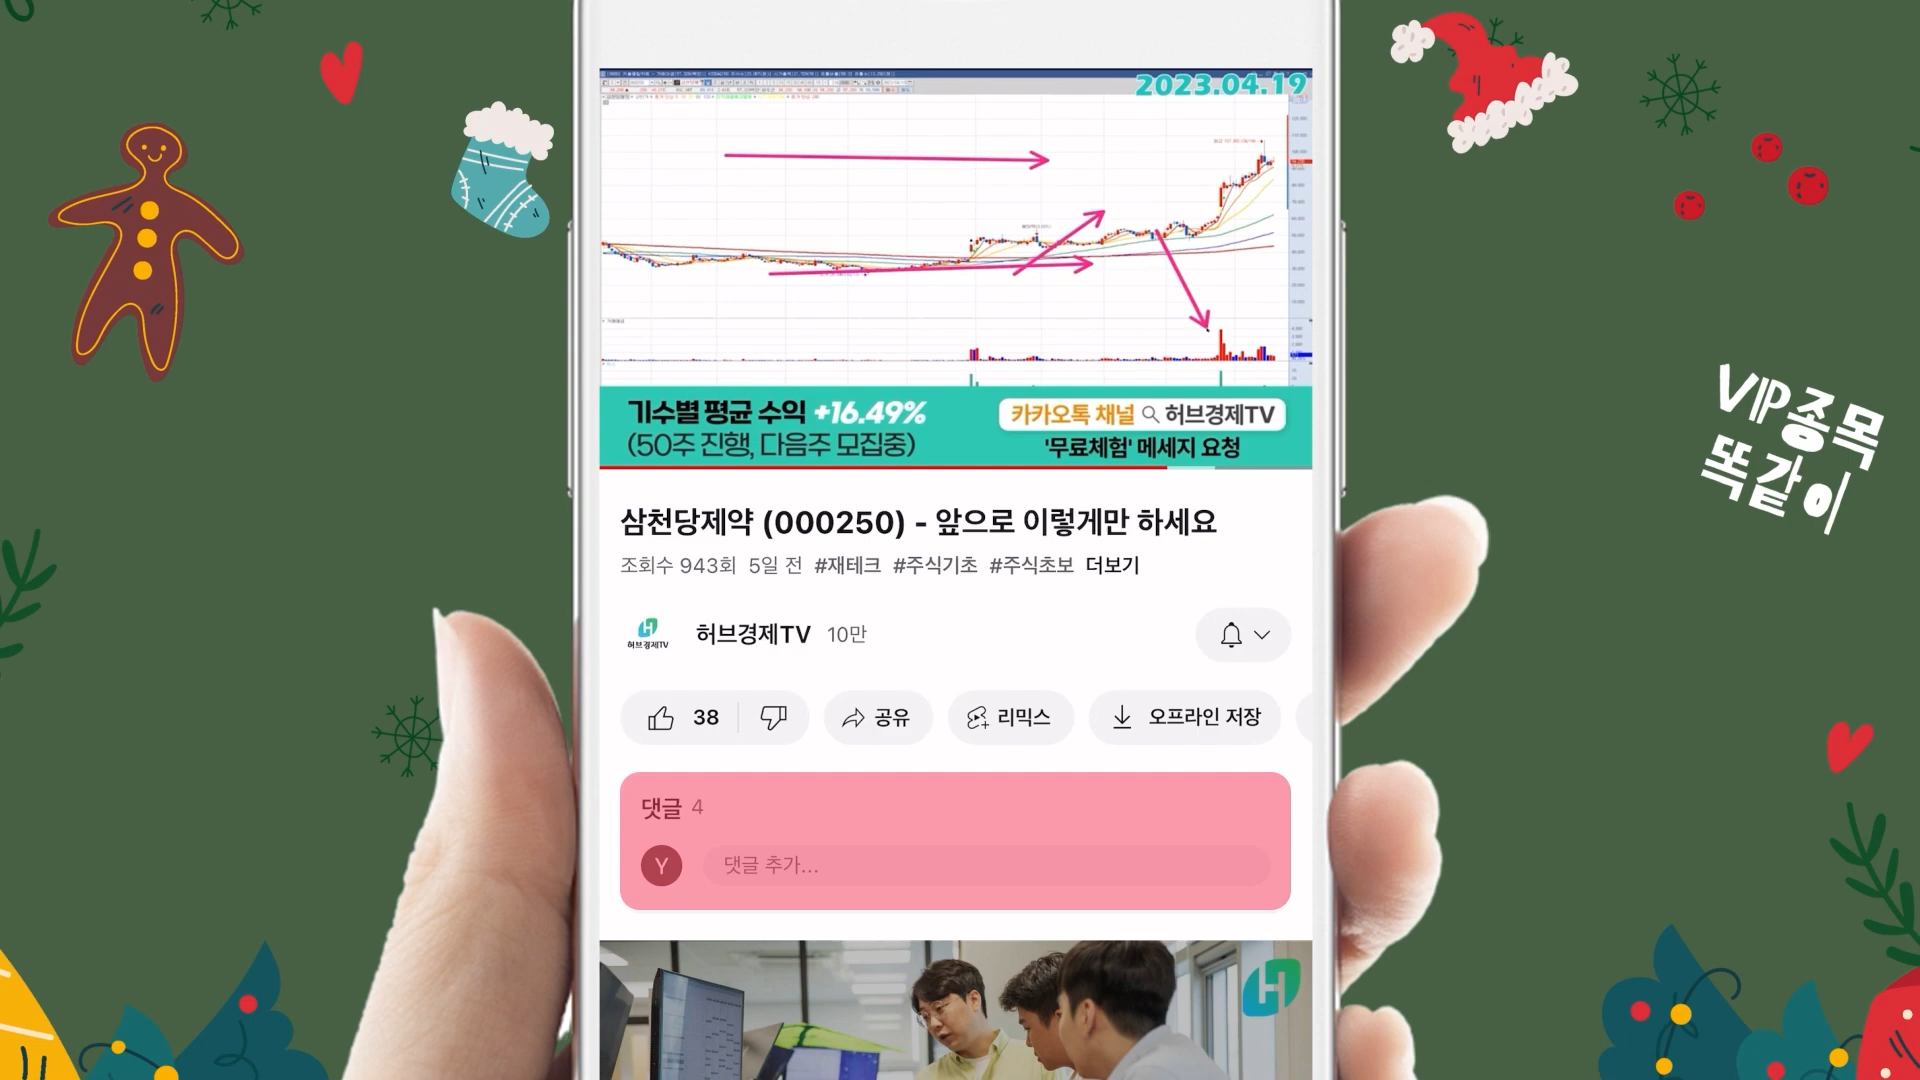 2023.04.19
기수별 평균 수익 +16.49%
(50주 진행, 다음주 모집중)
카카오톡 채널 허브경제TV
'무료체험' 메세지 요청
삼천당제약 (000250) - 앞으로 이렇게만 하세요
조회수 943회 5일 전 #재테크 #주식기초 #주식초보 더보기
허브경제TV
허브경제TV 10만
38
공유
리믹스
오프라인 저장
댓글 4
Y
댓글 추가...
VIP종목
똑같이